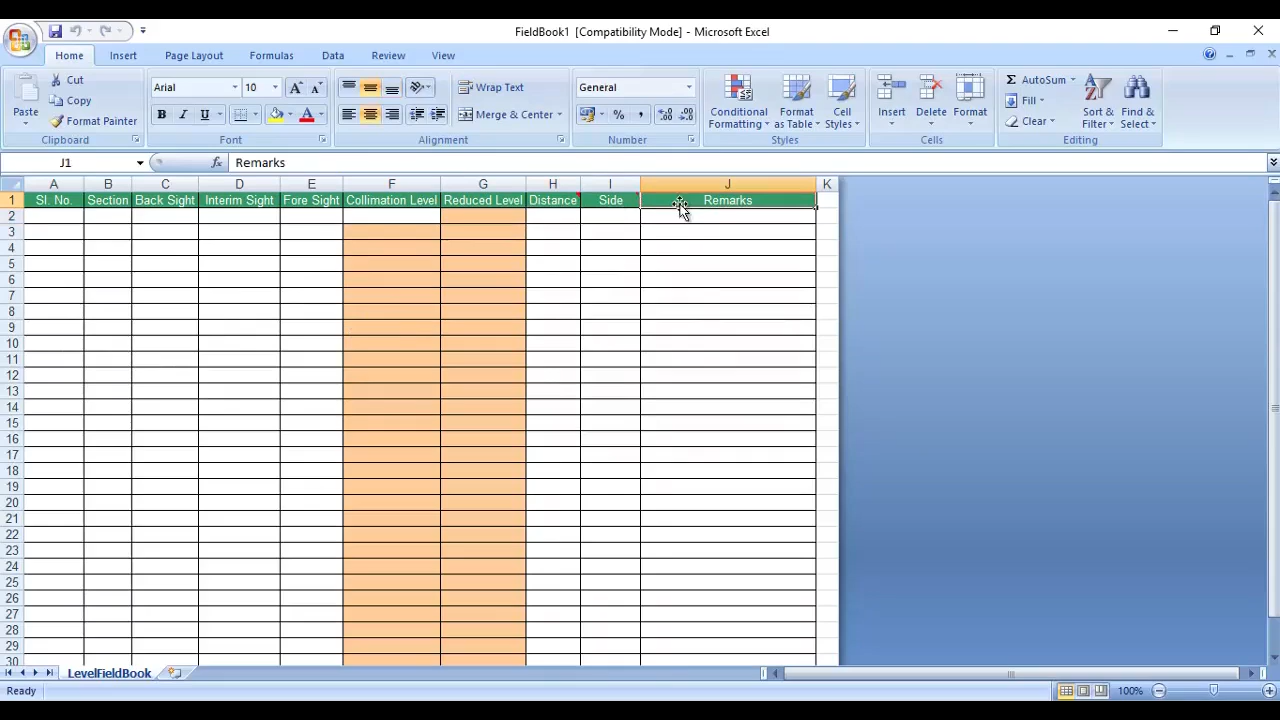 FieldBook1 [Compatibility Mode] - Microsoft Excel
Home Insert Page Layout Formulas Data Review View
Paste
Cut
Copy
Format Painter
Clipboard
Arial 10
B I U
Font
Wrap Text
Merge & Center
Alignment
General
Number
Conditional Formatting
Format as Table
Cell Styles
Styles
Insert
Delete
Format
Cells
AutoSum
Fill
Clear
Sort & Filter
Find & Select
Editing
J1 fx Remarks
A B C D E F G H I J K
1 Sl. No. Section Back Sight Interim Sight Fore Sight Collimation Level Reduced Level Distance Side Remarks
2
3
4
5
6
7
8
9
10
11
12
13
14
15
16
17
18
19
20
21
22
23
24
25
26
27
28
29
30
LevelFieldBook
Ready 100%